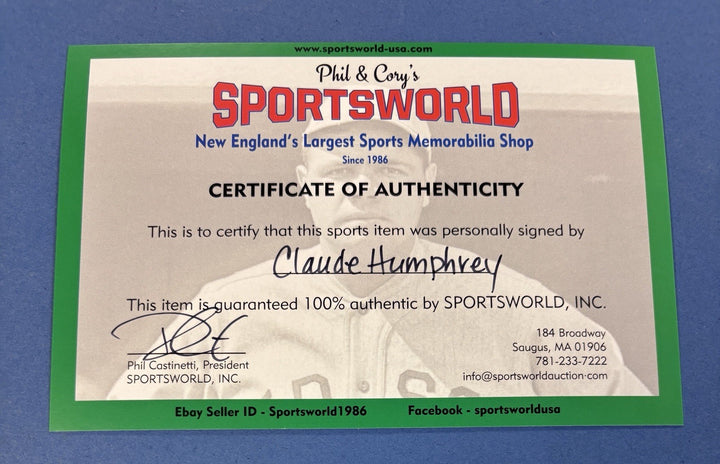 www.sportsworld-usa.com
Phil & Cory's
SPORTSWORLD
New England's Largest Sports Memorabilia Shop
Since 1986
CERTIFICATE OF AUTHENTICITY
This is to certify that this sports item was personally signed by
Claude Humphrey
This item is guaranteed 100% authentic by SPORTSWORLD, INC.
184 Broadway
Saugus, MA 01906
781-233-7222
info@sportsworldauction.com
Phil Castinetti, President
SPORTSWORLD, INC.
Ebay Seller ID - Sportsworld1986 Facebook - sportsworldusa